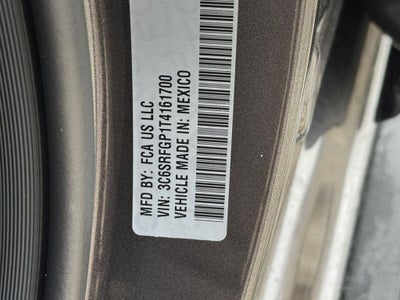 MFD BY: FCA US LLC
VIN: 3C6SRFGP1T4161700
VEHICLE MADE IN: MEXICO